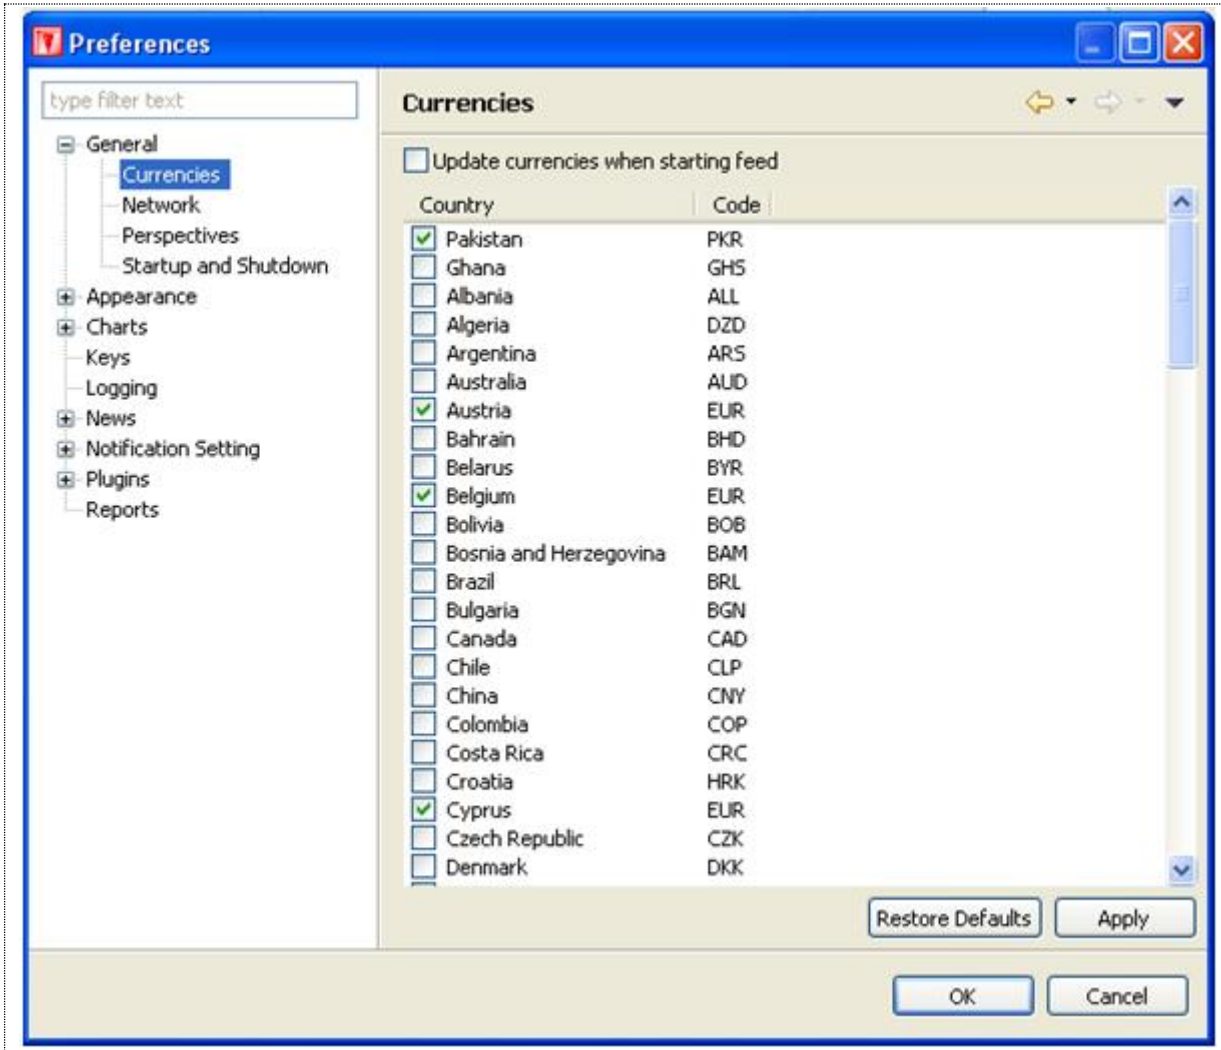 Preferences
type filter text
General
Currencies
Network
Perspectives
Startup and Shutdown
Appearance
Charts
Keys
Logging
News
Notification Setting
Plugins
Reports
Currencies
Update currencies when starting feed
Country Code
Pakistan PKR
Ghana GHS
Albania ALL
Algeria DZD
Argentina ARS
Australia AUD
Austria EUR
Bahrain BHD
Belarus BYR
Belgium EUR
Bolivia BOB
Bosnia and Herzegovina BAM
Brazil BRL
Bulgaria BGN
Canada CAD
Chile CLP
China CNY
Colombia COP
Costa Rica CRC
Croatia HRK
Cyprus EUR
Czech Republic CZK
Denmark DKK
Restore Defaults Apply
OK Cancel